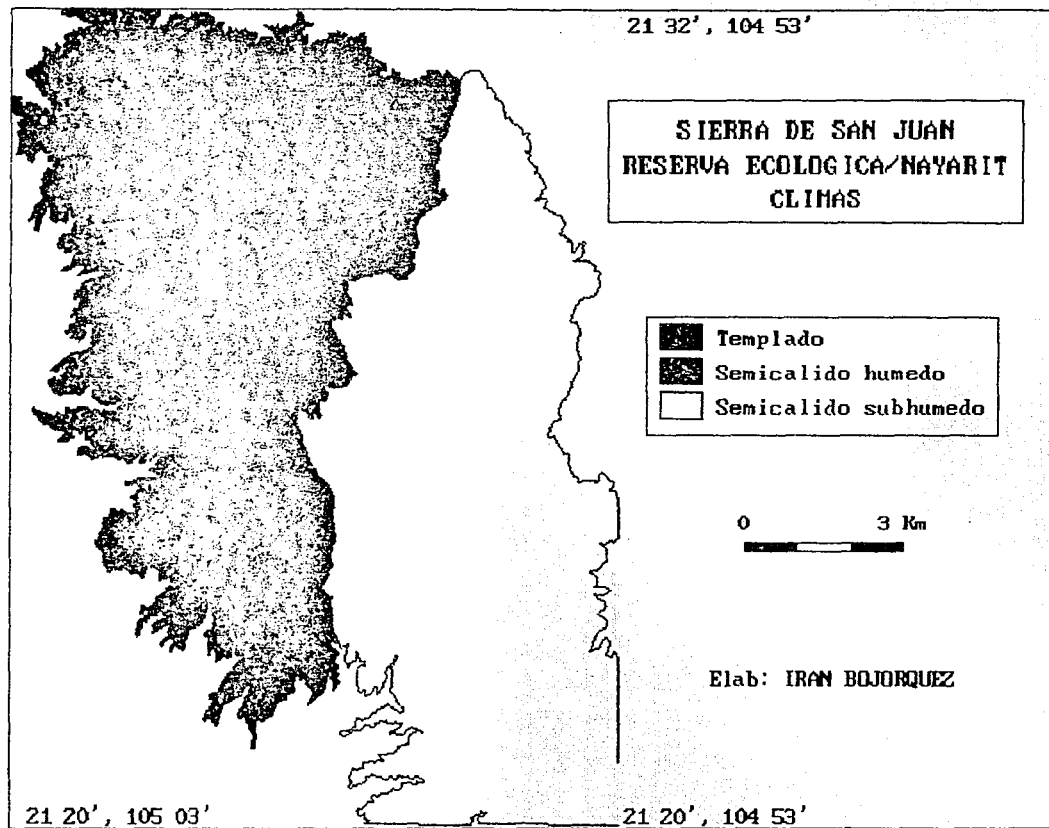 21 32', 104 53'
SIERRA DE SAN JUAN
RESERVA ECOLOGICA/NAYARIT
CLIMAS
Templado
Semicalido humedo
Semicalido subhumedo
0 3 Km
Elab: IRAN BOJORQUEZ
21 20', 105 03'
21 20', 104 53'